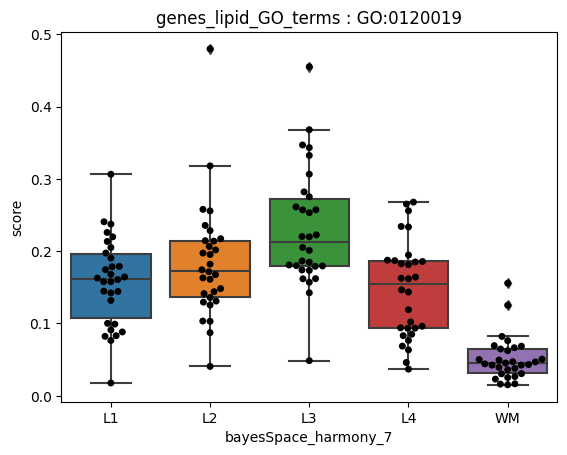 genes_lipid_GO_terms : GO:0120019
0.5
0.4
0.3
0.2
0.1
0.0
score
L1 L2 L3 L4 WM
bayesSpace_harmony_7